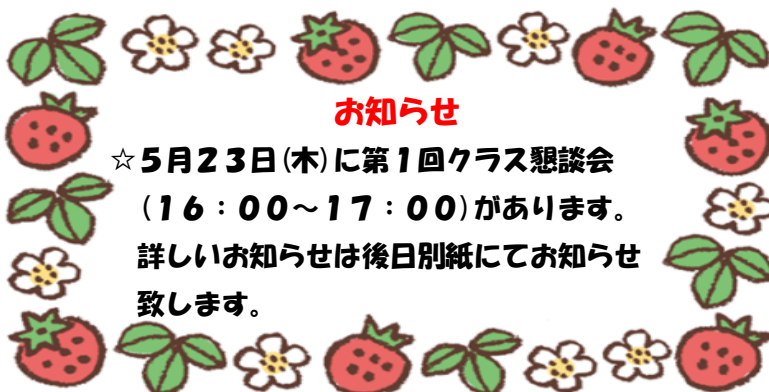 お知らせ
☆５月２３日(木)に第１回クラス懇談会
(１６：００～１７：００)があります。
詳しいお知らせは後日別紙にてお知らせ
致します。